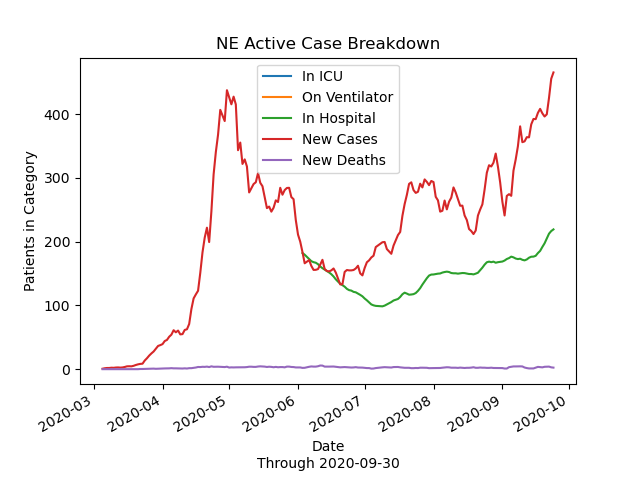 NE Active Case Breakdown
In ICU
On Ventilator
In Hospital
New Cases
New Deaths
Patients in Category
400
300
200
100
0
2020-03
2020-04
2020-05
2020-06
2020-07
2020-08
2020-09
2020-10
Date
Through 2020-09-30